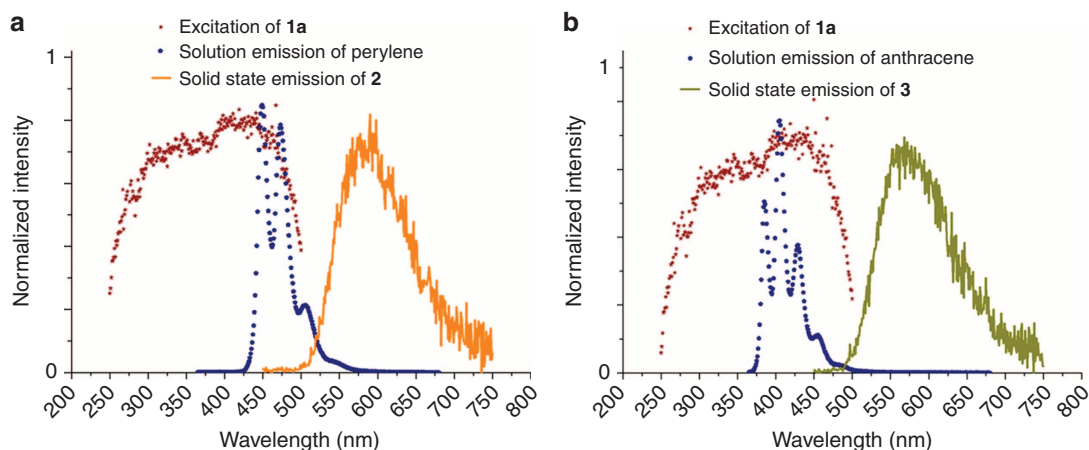 a
Excitation of 1a
Solution emission of perylene
Solid state emission of 2
1
0
Normalized intensity
200 250 300 350 400 450 500 550 600 650 700 750 800
Wavelength (nm)
b
Excitation of 1a
Solution emission of anthracene
Solid state emission of 3
1
0
Normalized intensity
200 250 300 350 400 450 500 550 600 650 700 750 800
Wavelength (nm)